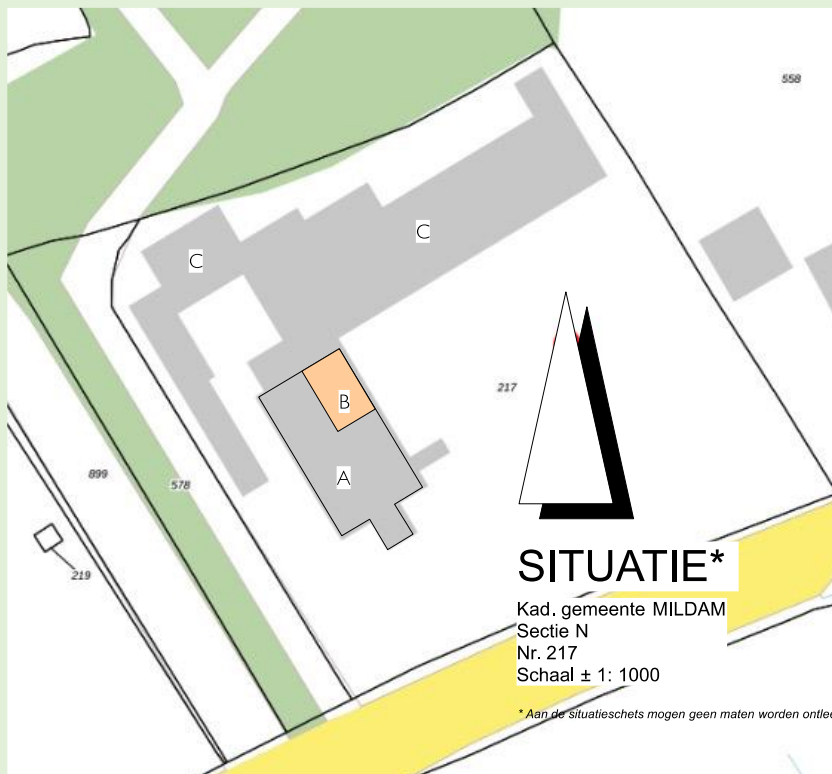 558
C
C
217
B
A
899
578
219
SITUATIE*
Kad. gemeente MILDAM
Sectie N
Nr. 217
Schaal ± 1: 1000
* Aan de situatieschets mogen geen maten worden ontlee